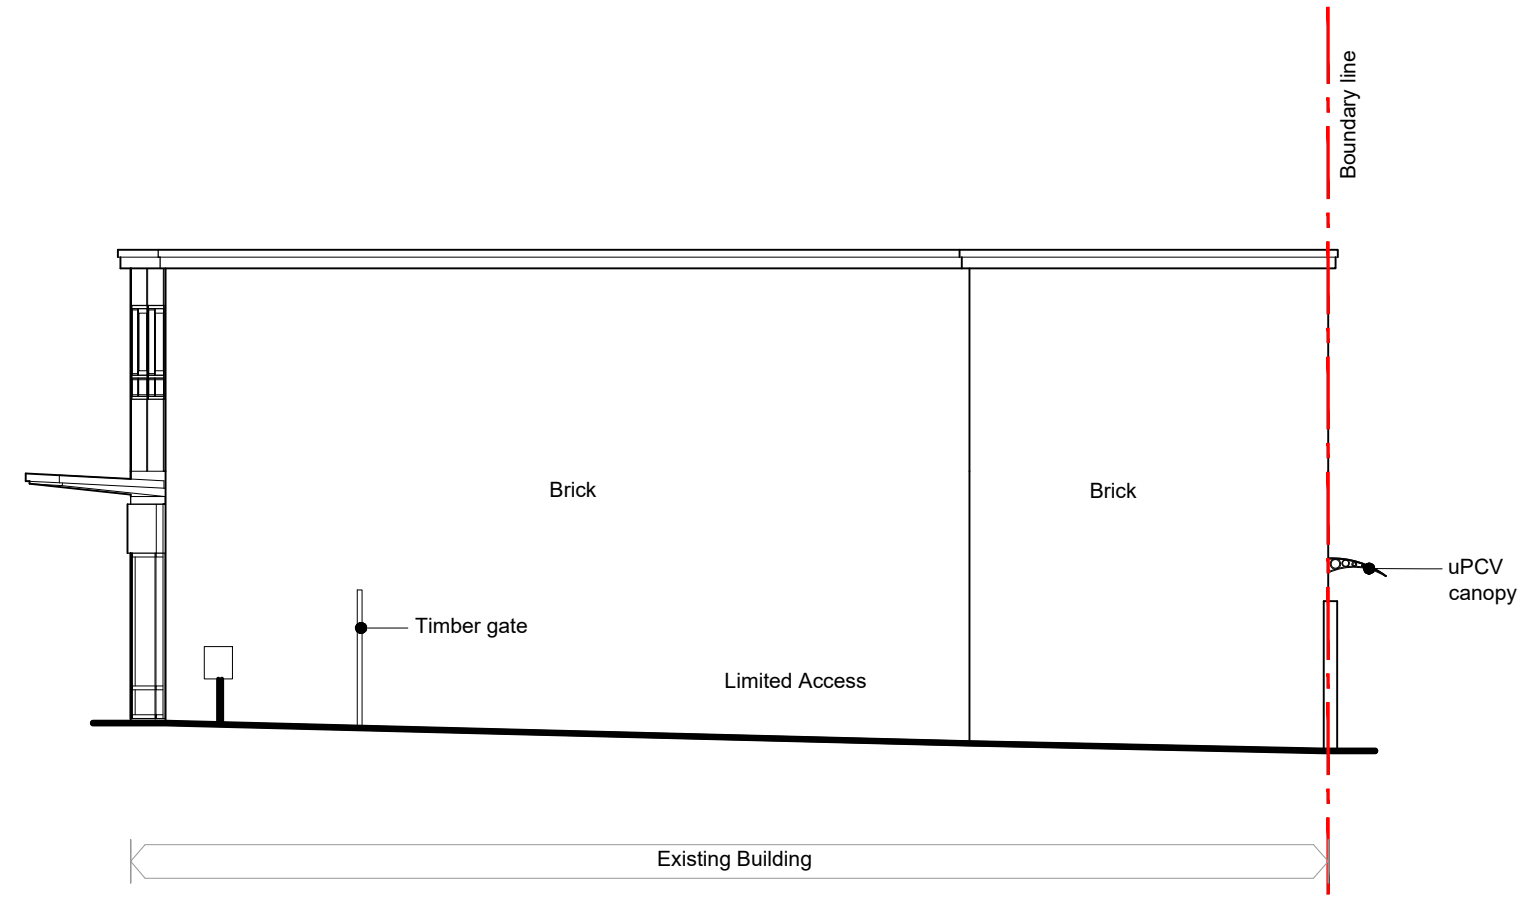 Boundary line
Brick
Brick
uPCV
canopy
Timber gate
Limited Access
Existing Building